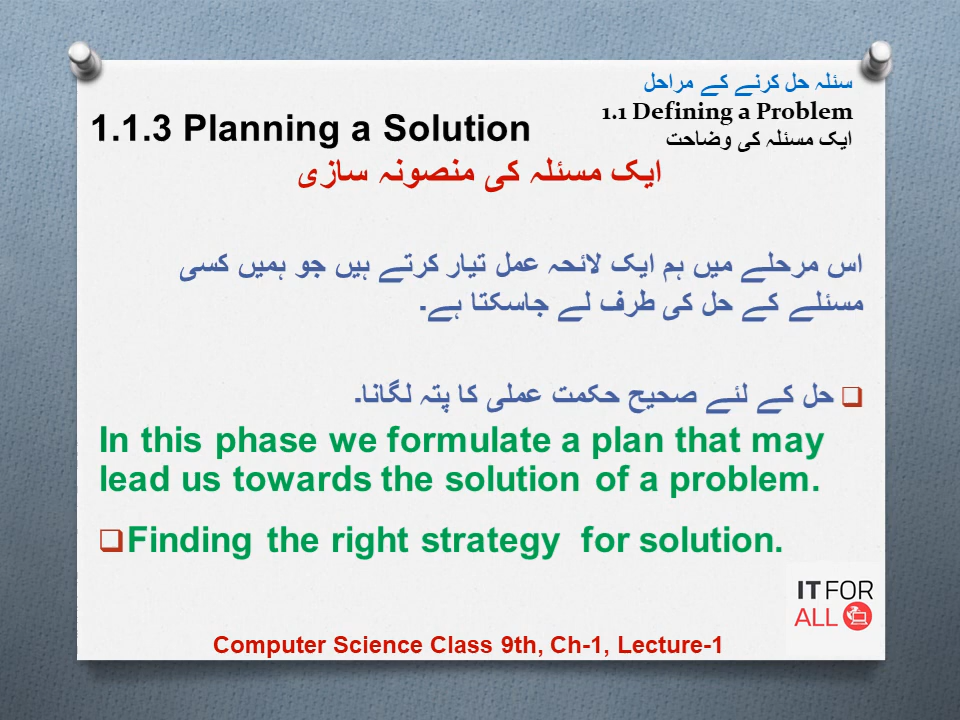 سئلہ حل کرنے کے مراحل
1.1 Defining a Problem
ایک مسئلہ کی وضاحت
1.1.3 Planning a Solution
ایک مسئلہ کی منصونہ سازی
اس مرحلے میں ہم ایک لائحہ عمل تیار کرتے ہیں جو ہمیں کسی
مسئلے کے حل کی طرف لے جاسکتا ہے۔
حل کے لئے صحیح حکمت عملی کا پتہ لگانا۔
In this phase we formulate a plan that may
lead us towards the solution of a problem.
Finding the right strategy for solution.
IT FOR
ALL
Computer Science Class 9th, Ch-1, Lecture-1